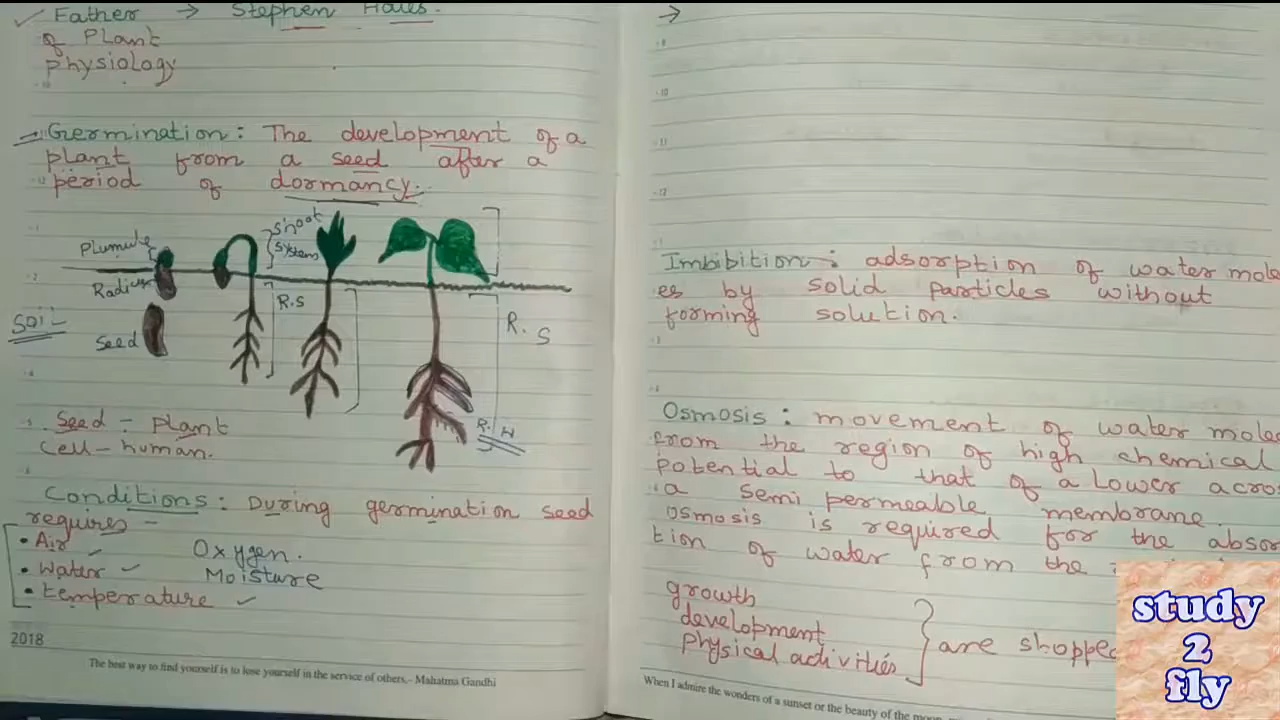 ✓ Father → Stephen Hales.
of Plant
physiology
→ Germination: The development of a
plant from a seed after a
period of dormancy.
Plumule
Radius
Seed
SOIL
Shoot
System
R.S
R. S
R. H
Seed - plant
cell - human.
Conditions: During germination seed
requires -
• Air ✓ Oxygen.
• Water ✓ Moisture
• temperature ✓
2018
The best way to find yourself is to lose yourself in the service of others.- Mahatma Gandhi
→
9
10
11
12
Imbibition: adsorption of water mole
es by solid particles without
forming solution.
Osmosis: movement of water mole
from the region of high chemical
potential to that of a lower acro
a semi permeable membrane.
osmosis is required for the absor
tion of water from the
growth
development
physical activities
} are shopped
When I admire the wonders of a sunset or the beauty of the moon,
study
2
fly